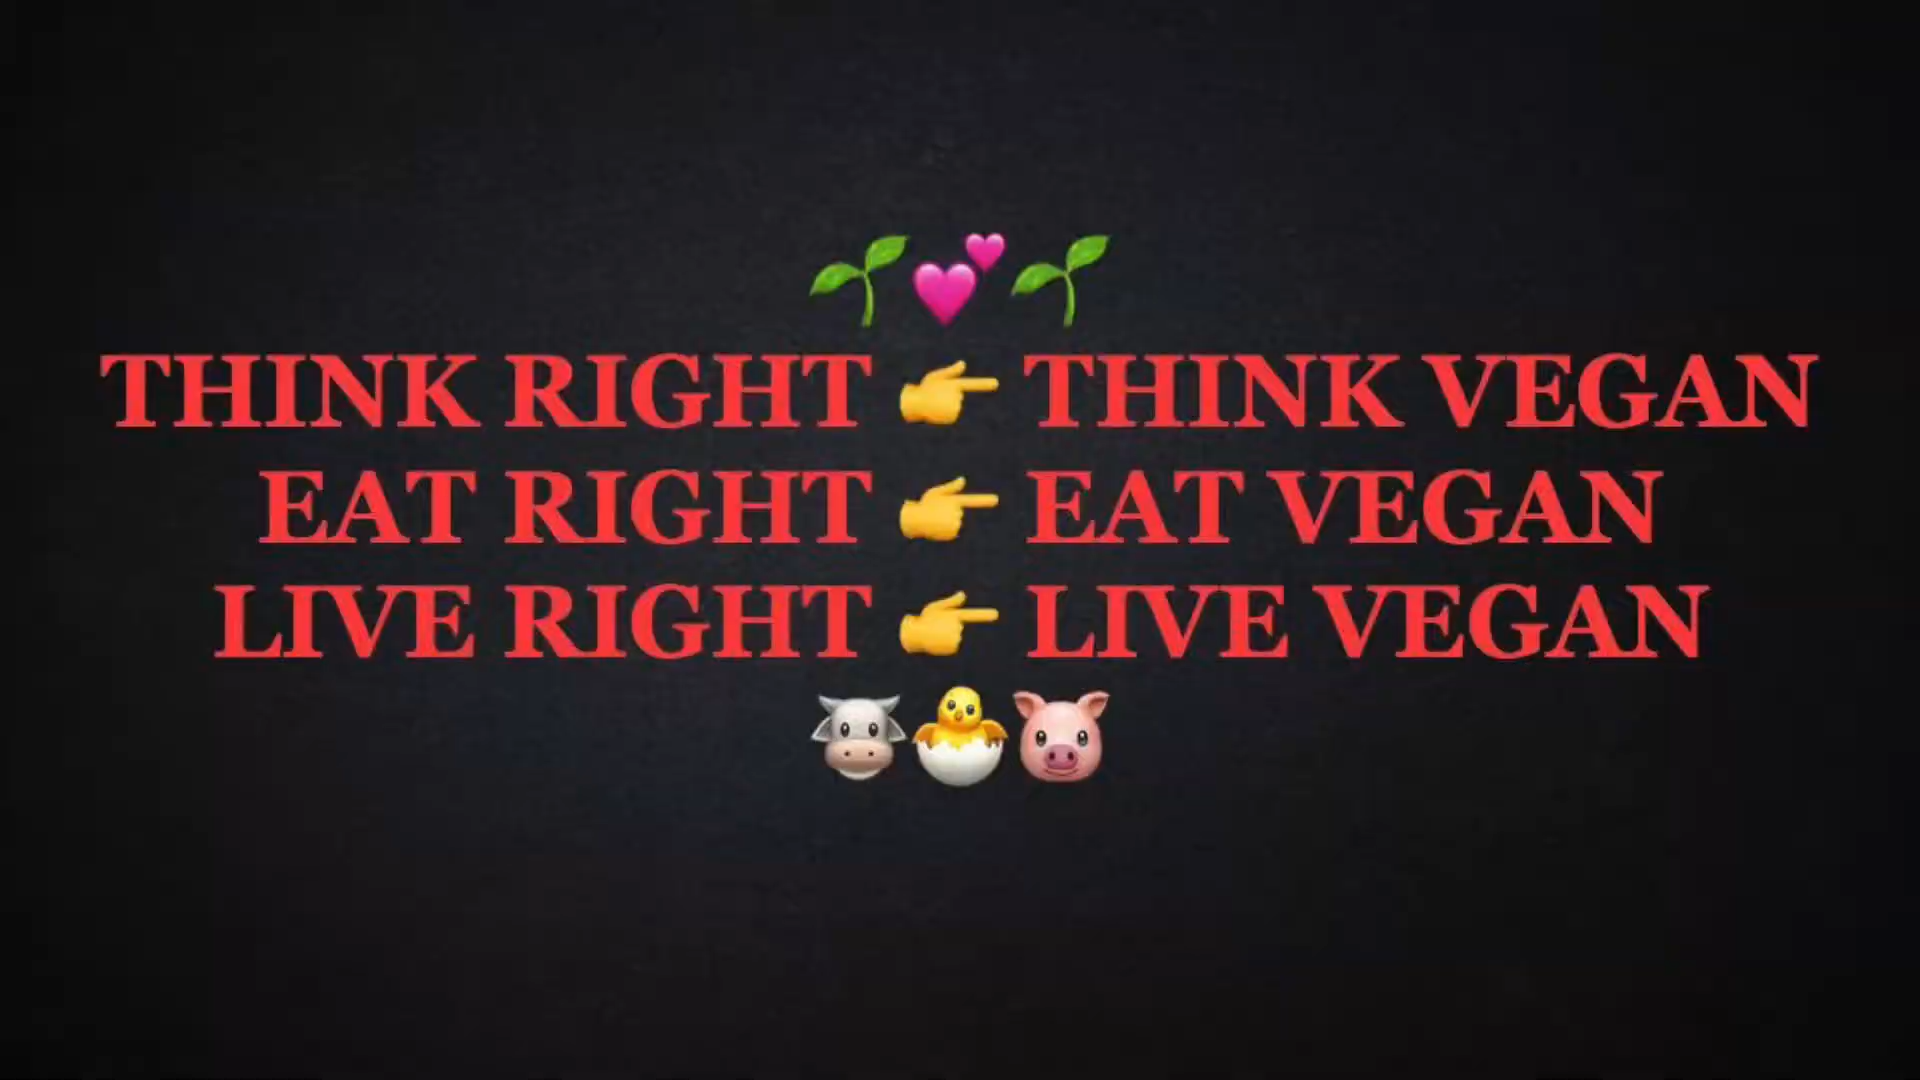 🌱💕🌱
THINK RIGHT 👉 THINK VEGAN
EAT RIGHT 👉 EAT VEGAN
LIVE RIGHT 👉 LIVE VEGAN
🐮🐣🐷